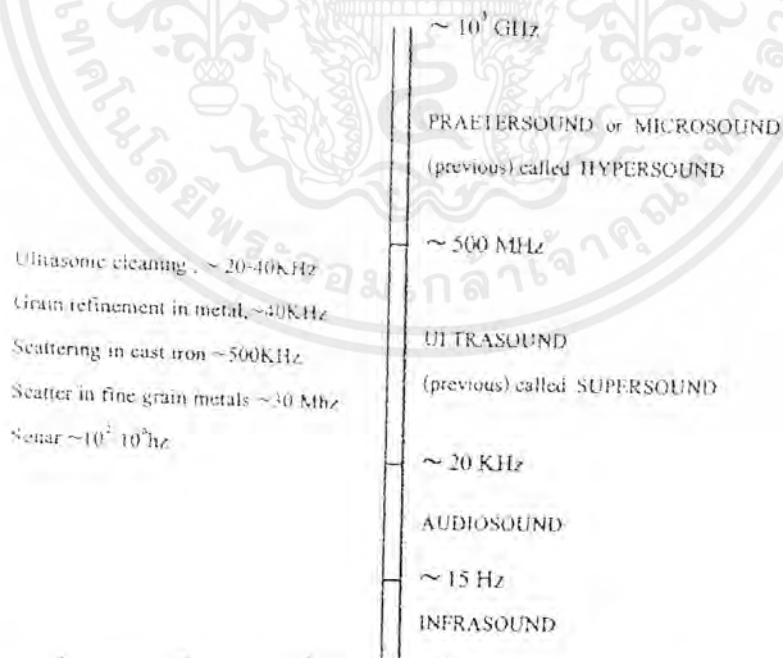 ~ 10³ GHz
PRAETERSOUND or MICROSOUND
(previous) called HYPERSOUND
~ 500 MHz
Ultrasonic cleaning , ~ 20-40KHz
Grain refinement in metal, ~40KHz
Scattering in cast iron ~500KHz
Scatter in fine grain metals ~30 Mhz
Sonar ~10² 10⁵hz
ULTRASOUND
(previous) called SUPERSOUND
~ 20 KHz
AUDIOSOUND
~ 15 Hz
INFRASOUND